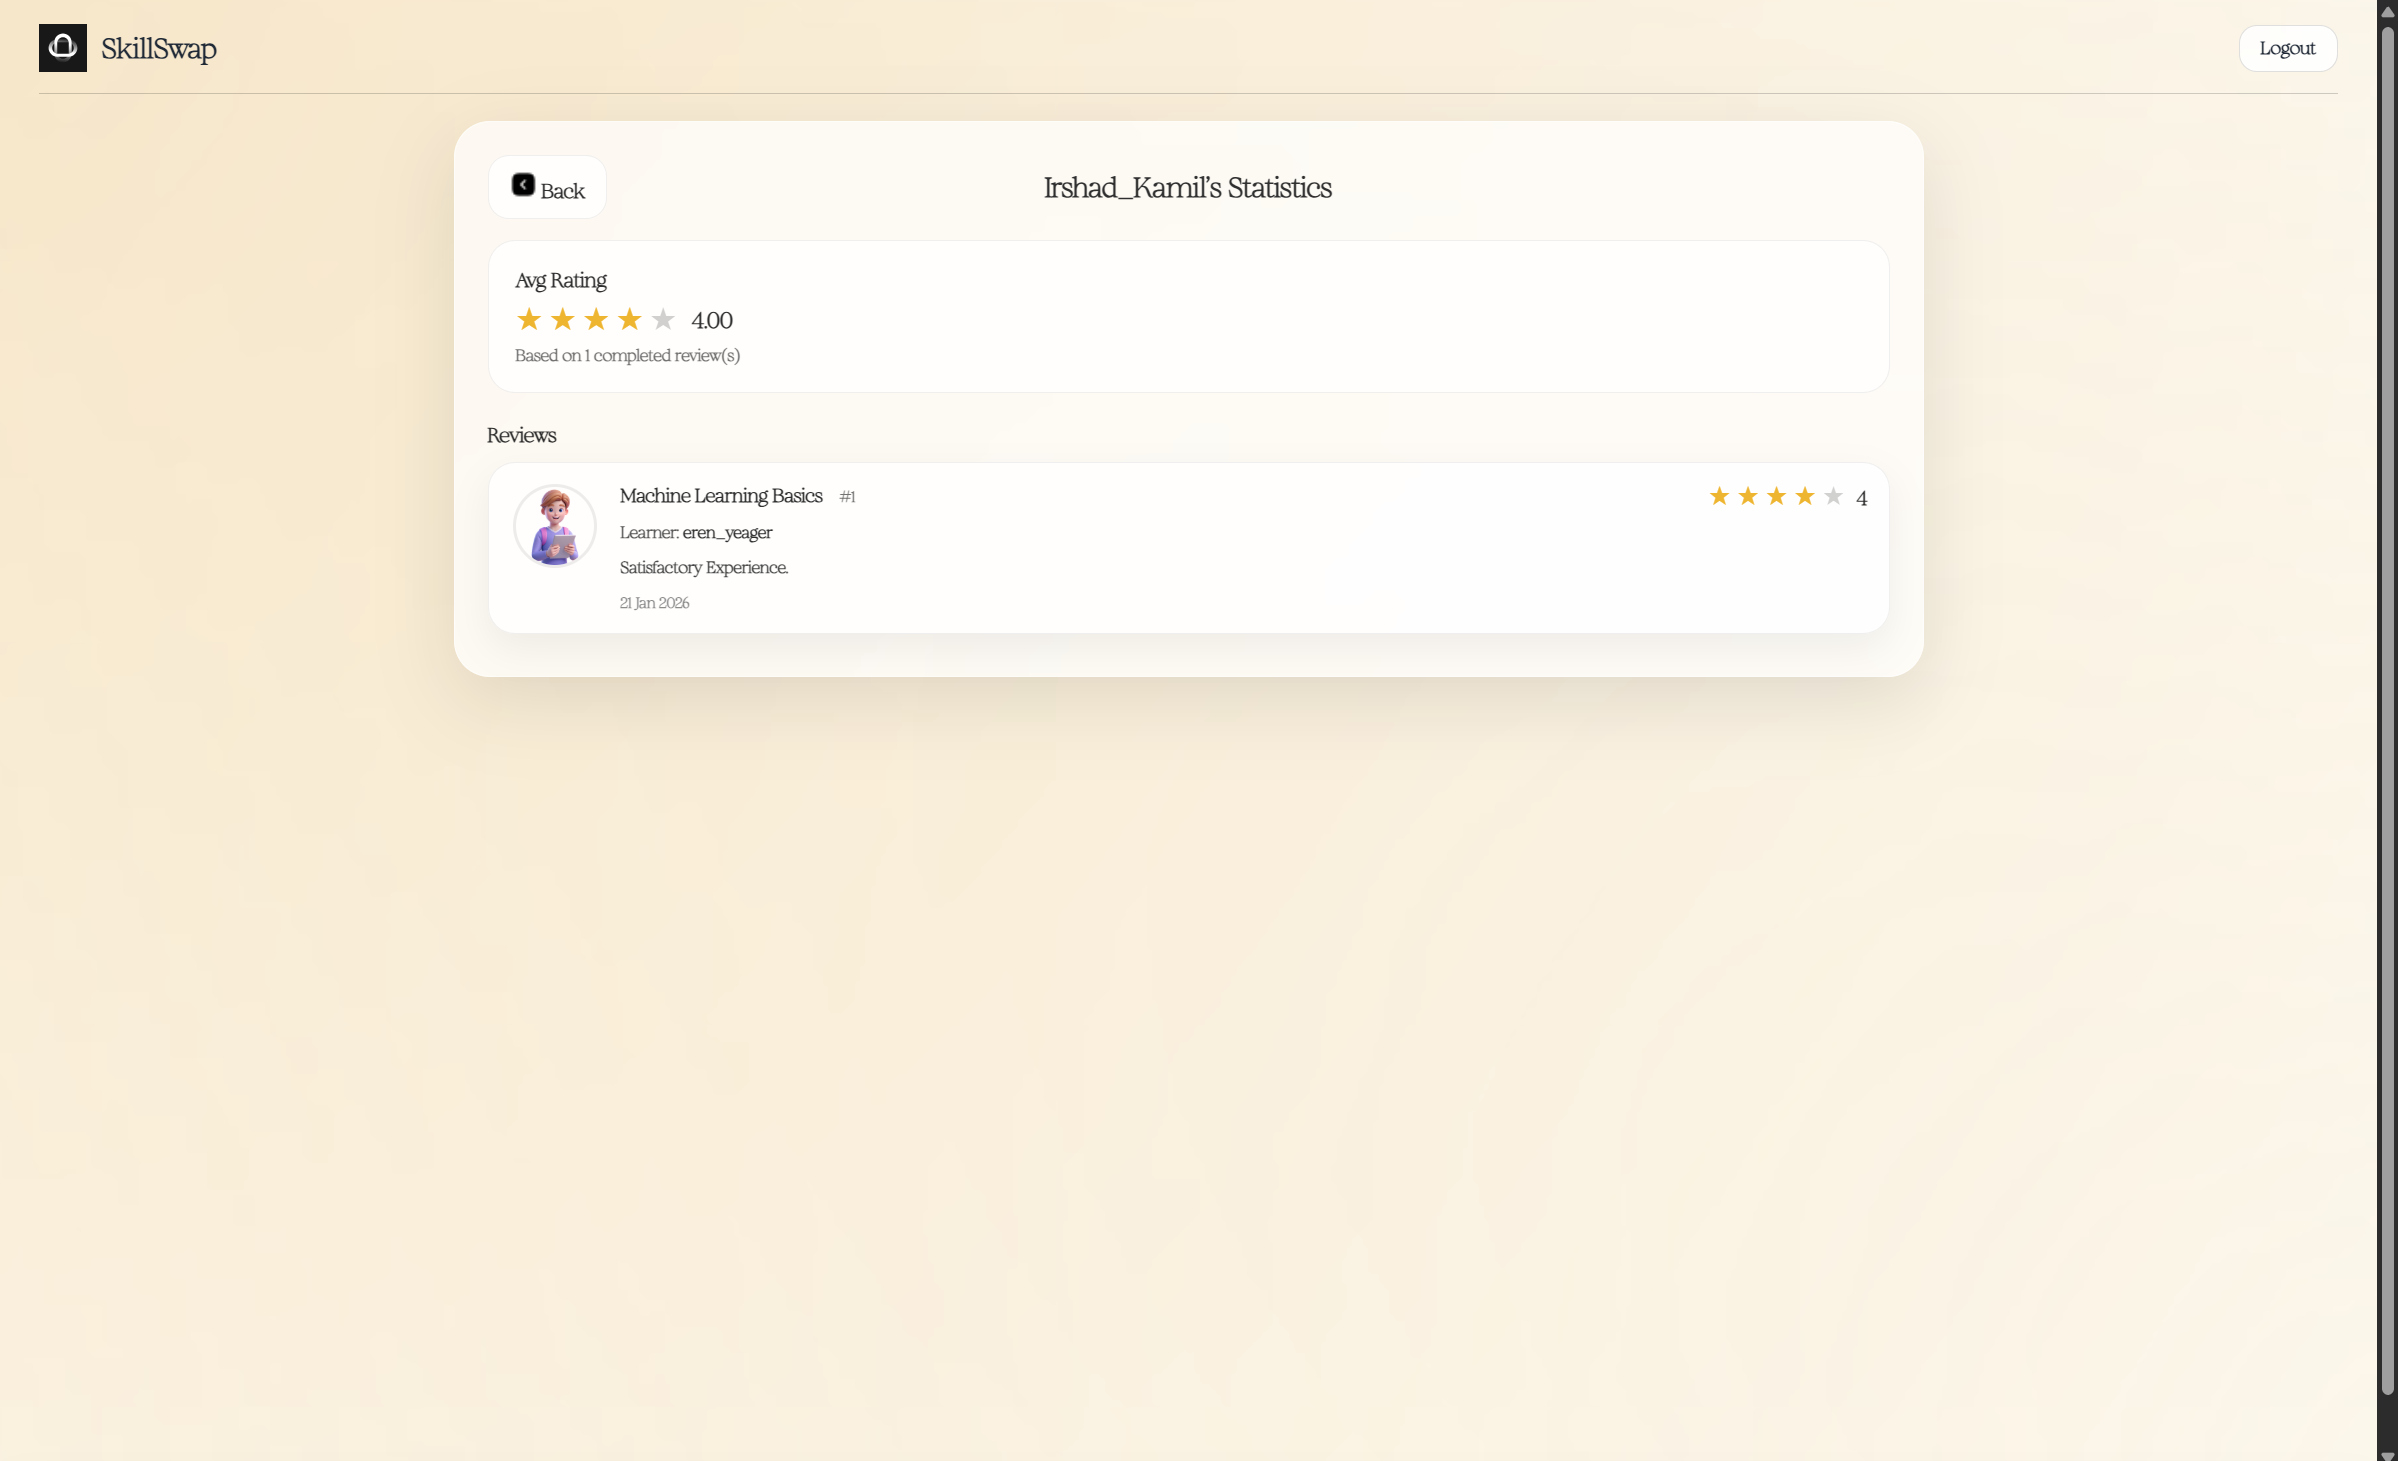 SkillSwap
Logout
Back
Irshad_Kamil's Statistics
Avg Rating
4.00
Based on 1 completed review(s)
Reviews
Machine Learning Basics #1
4
Learner: eren_yeager
Satisfactory Experience.
21 Jan 2026